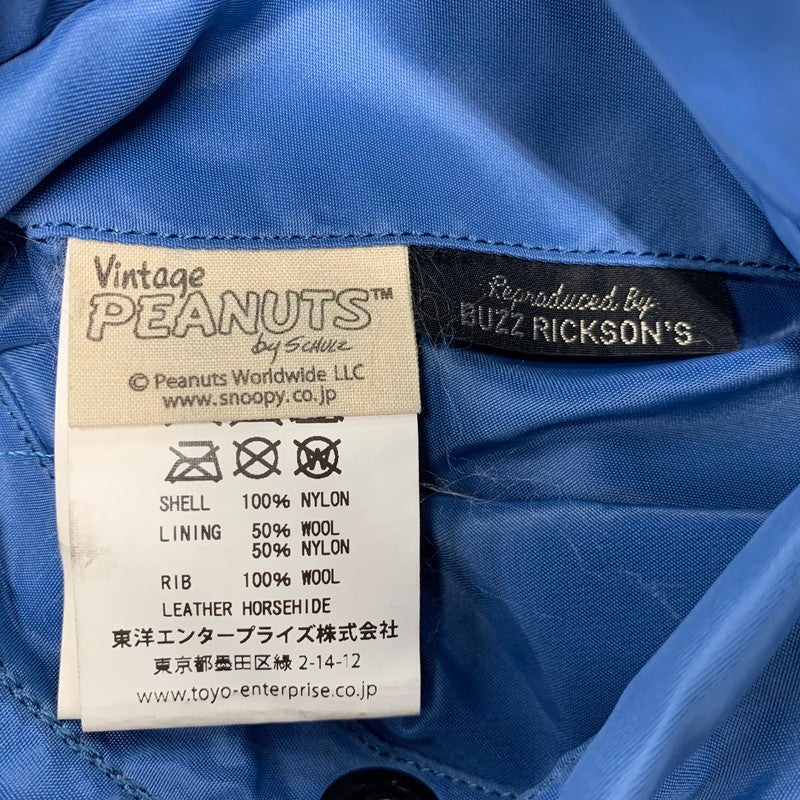 Vintage
PEANUTS™
by SCHULZ
© Peanuts Worldwide LLC
www.snoopy.co.jp
Reproduced By
BUZZ RICKSON'S
W
SHELL 100% NYLON
LINING 50% WOOL
50% NYLON
RIB 100% WOOL
LEATHER HORSEHIDE
東洋エンタープライズ株式会社
東京都墨田区緑 2-14-12
www.toyo-enterprise.co.jp